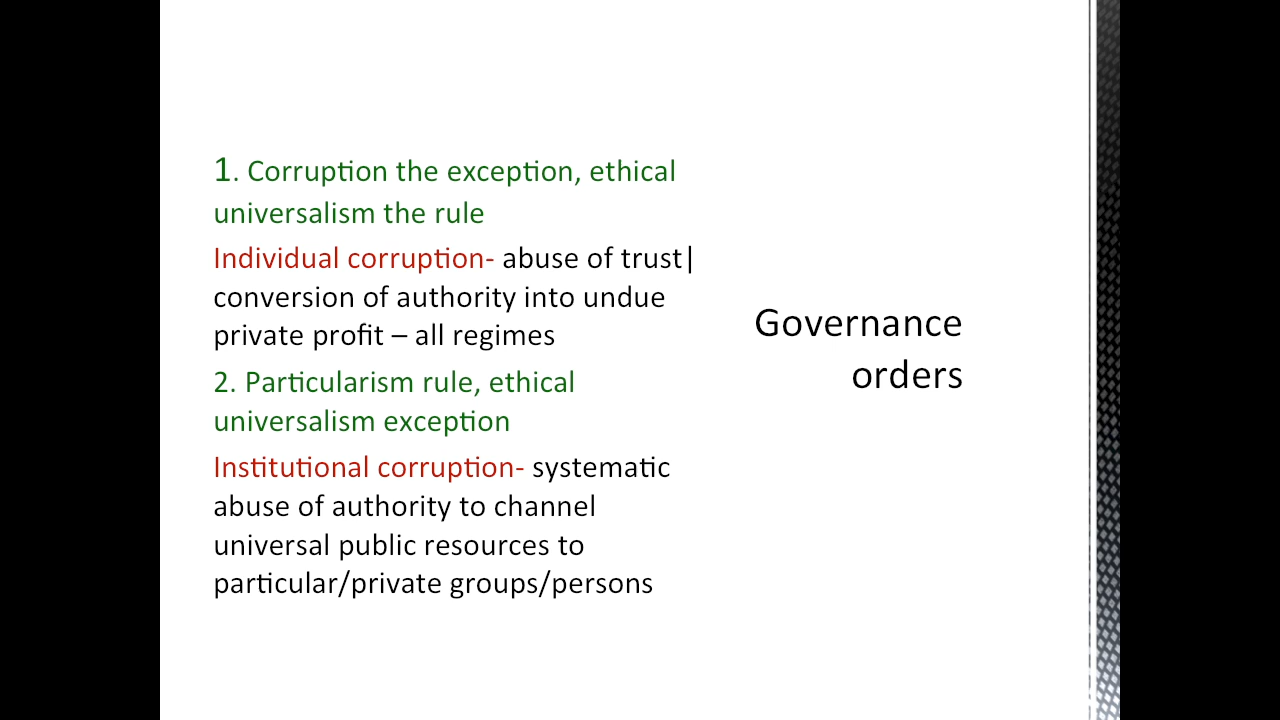 1. Corruption the exception, ethical
universalism the rule
Individual corruption- abuse of trust|
conversion of authority into undue
private profit – all regimes
2. Particularism rule, ethical
universalism exception
Institutional corruption- systematic
abuse of authority to channel
universal public resources to
particular/private groups/persons
Governance
orders